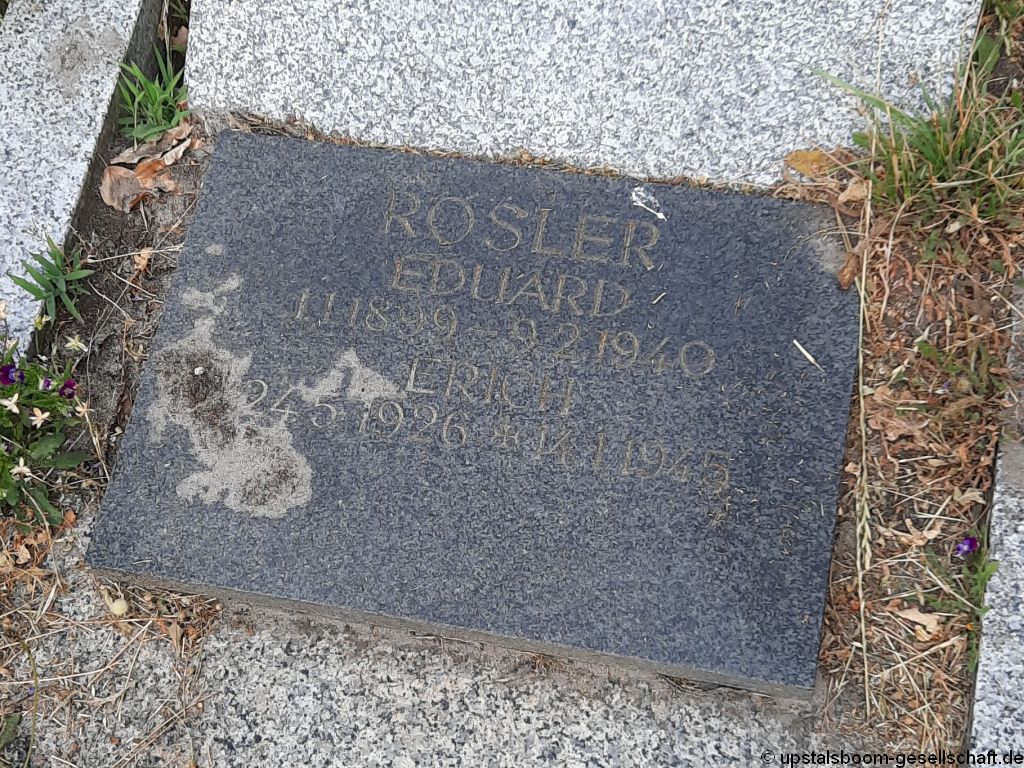 RÖSLER
EDUARD
1.1.1899 – 9.2.1940
ERICH
24.5.1926 * 14.1.1945
© upstalsboom-gesellschaft.de